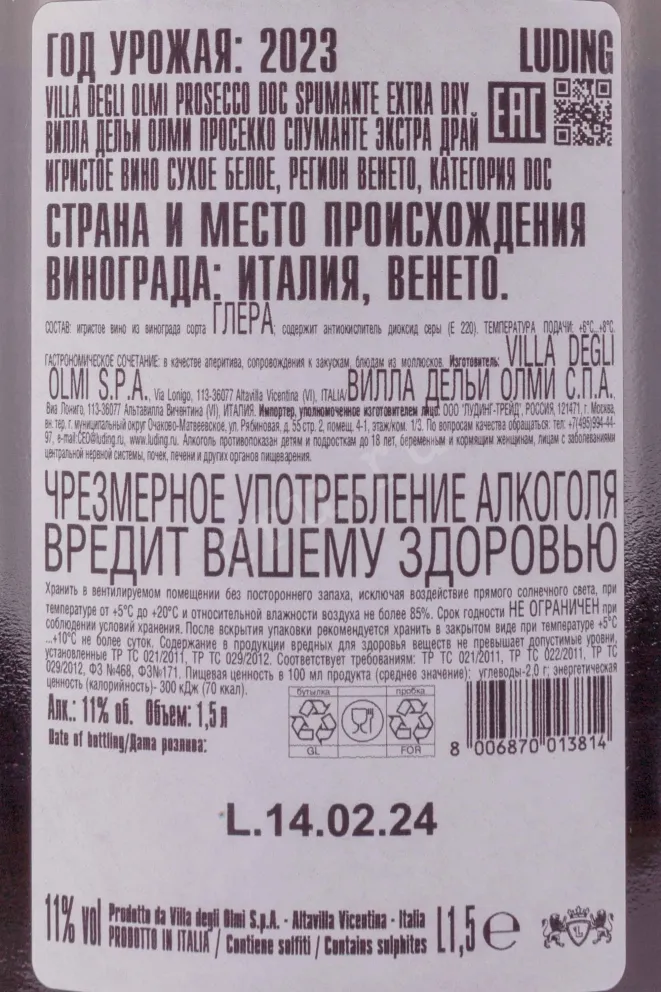 ГОД УРОЖАЯ: 2023
LUDING
VILLA DEGLI OLMI PROSECCO DOC SPUMANTE EXTRA DRY.
ВИЛЛА ДЕЛЬИ ОЛМИ ПРОСЕККО СПУМАНТЕ ЭКСТРА ДРАЙ
EAC
ИГРИСТОЕ ВИНО СУХОЕ БЕЛОЕ, РЕГИОН ВЕНЕТО, КАТЕГОРИЯ DOC
СТРАНА И МЕСТО ПРОИСХОЖДЕНИЯ
ВИНОГРАДА: ИТАЛИЯ, ВЕНЕТО.
СОСТАВ: игристое вино из винограда сорта ГЛЕРА; содержит антиокислитель диоксид серы (Е 220). ТЕМПЕРАТУРА ПОДАЧИ: +6°С...+8°С.
ГАСТРОНОМИЧЕСКОЕ СОЧЕТАНИЕ: в качестве аперитива, сопровождения к закускам, блюдам из моллюсков. Изготовитель: VILLA DEGLI
OLMI S.P.A., Via Lonigo, 113-36077 Altavilla Vicentina (VI), ITALIA/ВИЛЛА ДЕЛЬИ ОЛМИ С.П.А.,
Виа Лониго, 113-36077 Альтавилла Вичентина (VI), ИТАЛИЯ. Импортер, уполномоченное изготовителем лицо: ООО "ЛУДИНГ-ТРЕЙД", РОССИЯ, 121471, г. Москва,
вн.тер. г. муниципальный округ Очаково-Матвеевское, ул. Рябиновая, д. 55 стр. 2, помещ. 4-1, этаж/ком. 1/3. По вопросам качества обращаться: тел: +7(495)994-44-
97, e-mail:CEO@luding.ru, www.luding.ru. Алкоголь противопоказан детям и подросткам до 18 лет, беременным и кормящим женщинам, лицам с заболеваниями
центральной нервной системы, почек, печени и других органов пищеварения.
ЧРЕЗМЕРНОЕ УПОТРЕБЛЕНИЕ АЛКОГОЛЯ
ВРЕДИТ ВАШЕМУ ЗДОРОВЬЮ
Хранить в вентилируемом помещении без постороннего запаха, исключая воздействие прямого солнечного света, при
температуре от +5°С до +20°С и относительной влажности воздуха не более 85%. Срок годности НЕ ОГРАНИЧЕН при
соблюдении условий хранения. После вскрытия упаковки рекомендуется хранить в закрытом виде при температуре +5°С
...+10°С не более суток. Содержание в продукции вредных для здоровья веществ не превышает допустимые уровни,
установленные ТР ТС 021/2011, ТР ТС 029/2012. Соответствует требованиям: ТР ТС 021/2011, ТР ТС 022/2011, ТР ТС
029/2012, ФЗ №468, ФЗ№171. Пищевая ценность в 100 мл продукта (среднее значение): углеводы-2,0 г; энергетическая
ценность (калорийность)- 300 кДж (70 ккал).
Алк.: 11% об. Объем: 1,5 л
Date of bottling/Дата розлива:
бутылка пробка
GL FOR
8 006870 013814
L.14.02.24
11% vol
Prodotto da Villa degli Olmi S.p.A. - Altavilla Vicentina - Italia
PRODOTTO IN ITALIA / Contiene solfiti / Contains sulphites
L1,5 e